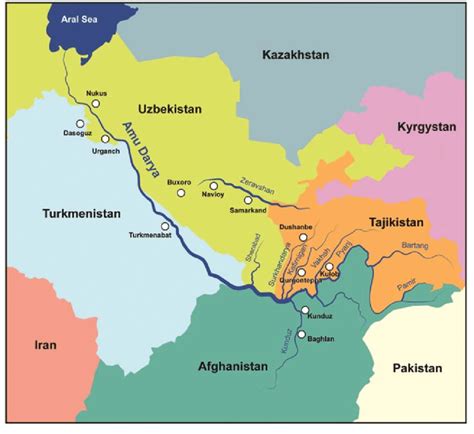 Aral Sea
Kazakhstan
Nukus
Uzbekistan
Kyrgystan
Dasoguz
Urganch
Amu Darya
Buxoro
Navioy
Zeravshan
Samarkand
Turkmenistan
Turkmenabat
Dushanbe
Tajikistan
Sherabad
Surkhandarya
Kafirnigan
Vakhsh
Pyanj
Bartang
Kulob
Qurgonteppa
Pamir
Kunduz
Kunduz
Baghlan
Iran
Afghanistan
Pakistan